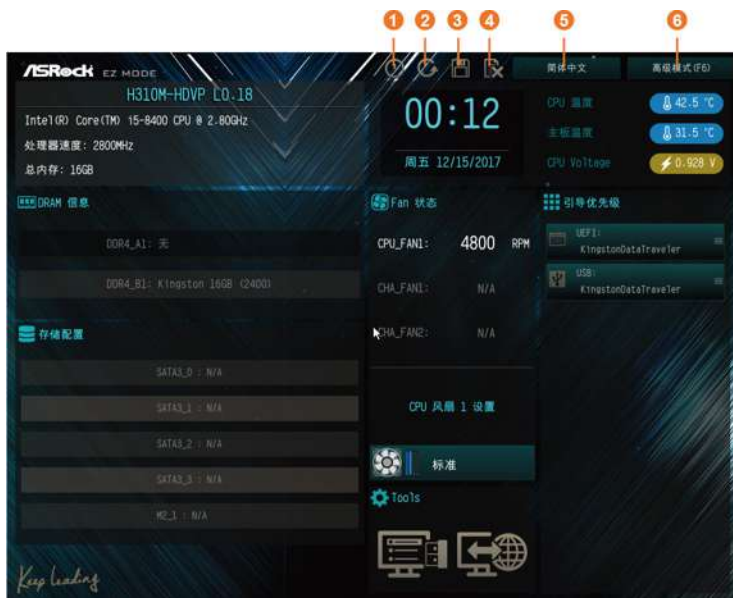 1 2 3 4 5 6
ASRock EZ MODE
简体中文
高级模式(F6)
H310M-HDVP L0.18
Intel(R) Core(TM) i5-8400 CPU @ 2.80GHz
处理器速度: 2800MHz
总内存: 16GB
00:12
周五 12/15/2017
CPU 温度
42.5 °C
主板温度
31.5 °C
CPU Voltage
0.928 V
DRAM 信息
DDR4_A1: 无
DDR4_B1: Kingston 16GB (2400)
存储配置
SATA3_0 : N/A
SATA3_1 : N/A
SATA3_2 : N/A
SATA3_3 : N/A
M2_1 : N/A
Fan 状态
CPU_FAN1: 4800 RPM
CHA_FAN1: N/A
CHA_FAN2: N/A
CPU 风扇 1 设置
标准
Tools
引导优先级
UEFI:
KingstonDataTraveler
USB:
KingstonDataTraveler
Keep Leading